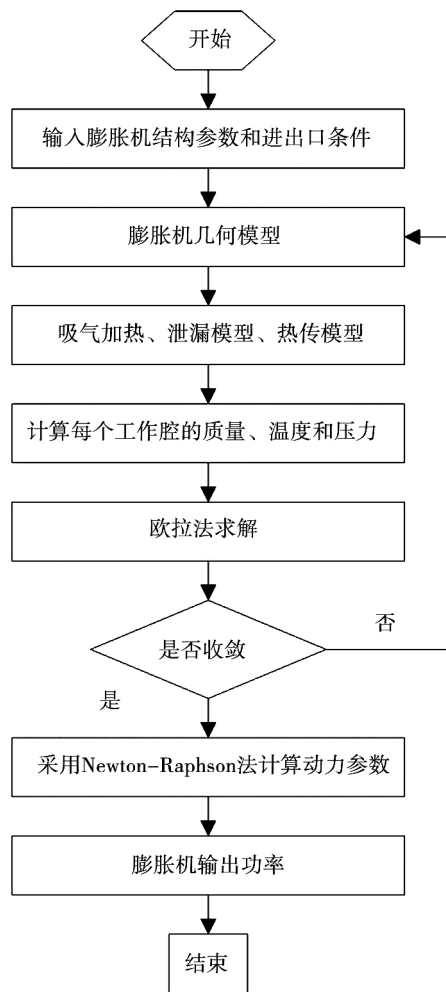 开始
输入膨胀机结构参数和进出口条件
膨胀机几何模型
吸气加热、泄漏模型、热传模型
计算每个工作腔的质量、温度和压力
欧拉法求解
是否收敛
否
是
采用Newton-Raphson法计算动力参数
膨胀机输出功率
结束